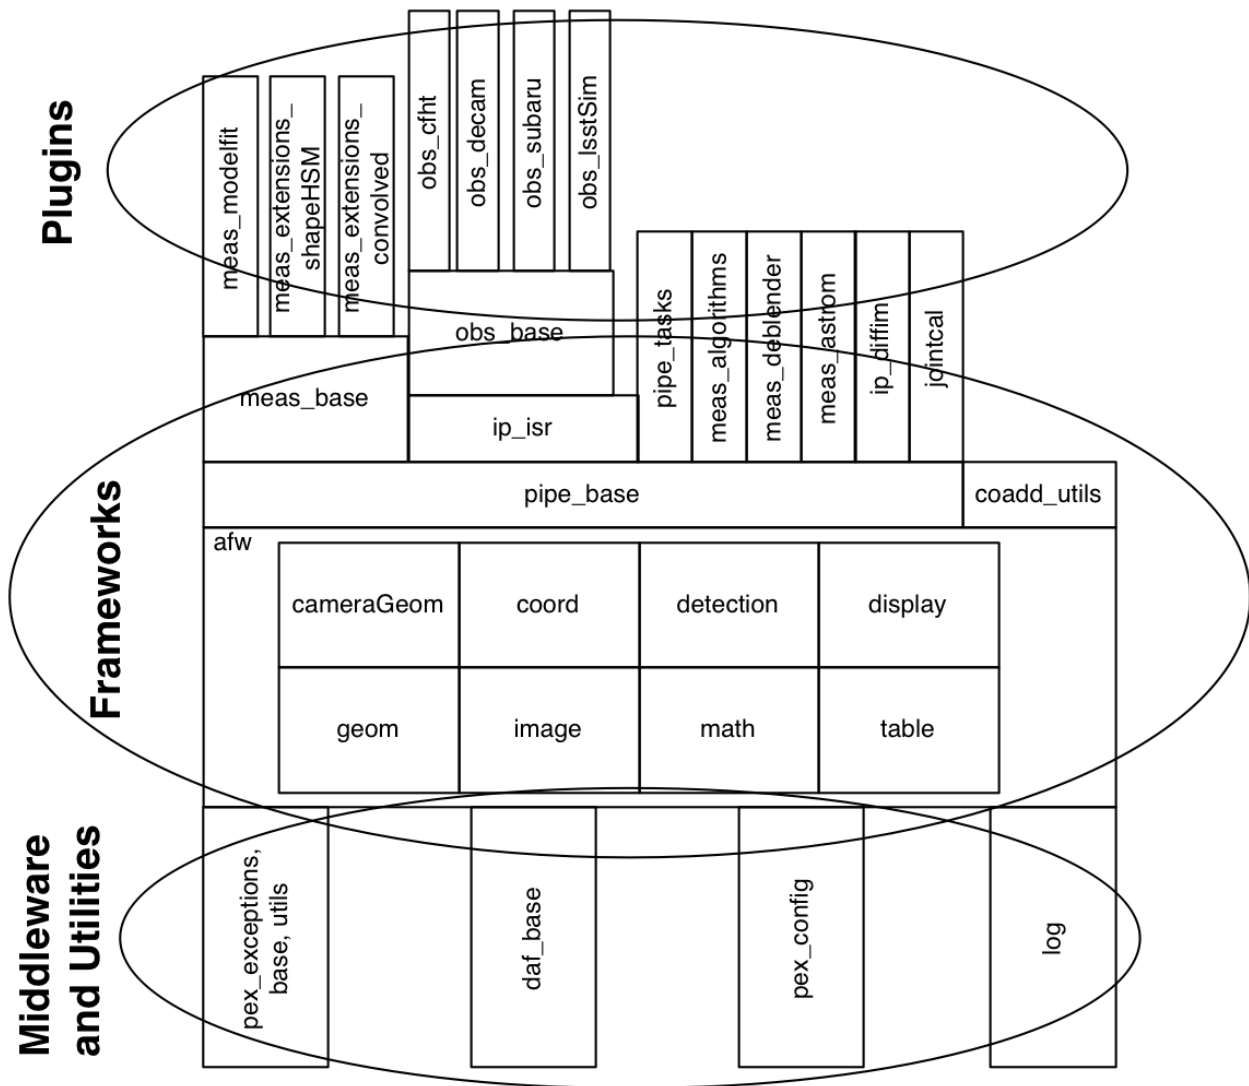 Plugins
meas_modelfit
meas_extensions_
shapeHSM
meas_extensions_
convolved
obs_cfht
obs_decam
obs_subaru
obs_lsstSim
obs_base
meas_base
ip_isr
pipe_tasks
meas_algorithms
meas_deblender
meas_astrom
ip_diffim
jointcal
Frameworks
pipe_base
coadd_utils
afw
cameraGeom
coord
detection
display
geom
image
math
table
Middleware
and Utilities
pex_exceptions,
base, utils
daf_base
pex_config
log